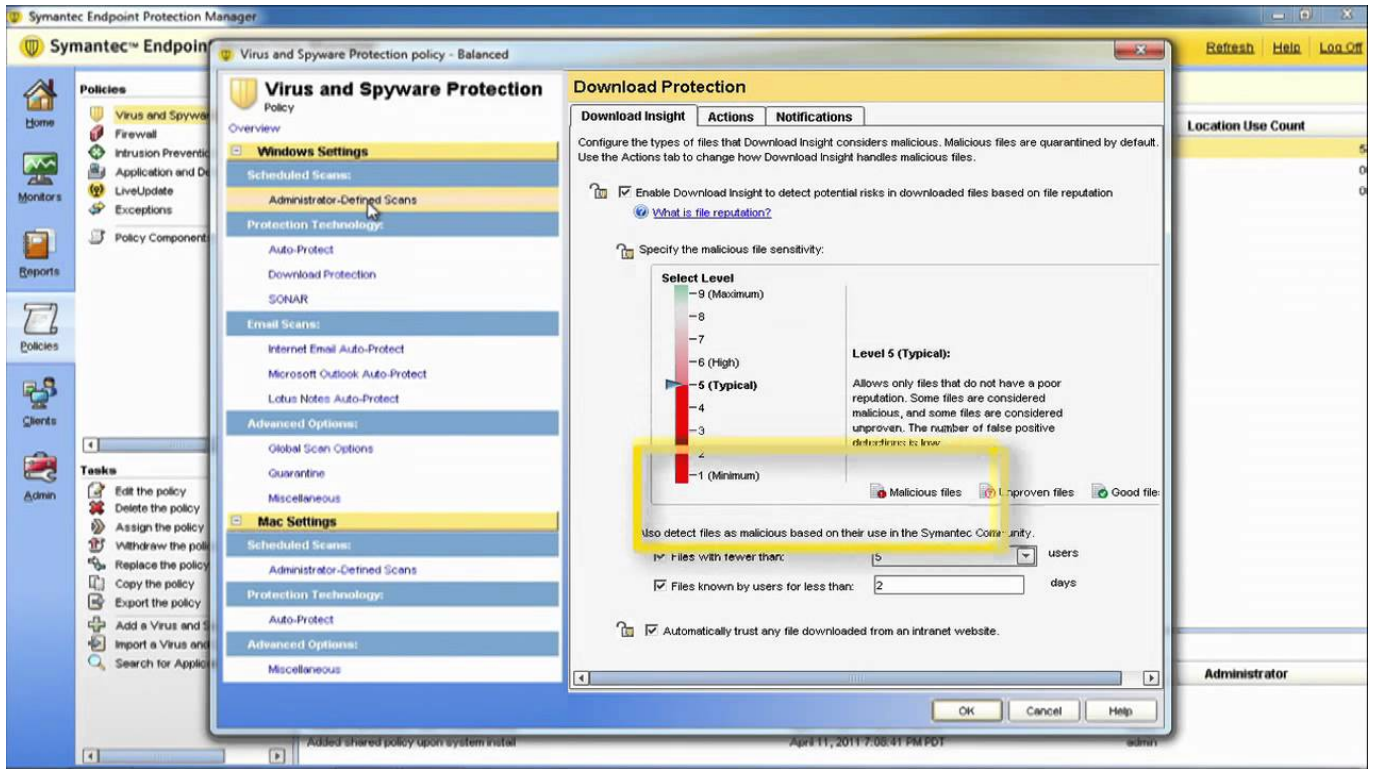 Symantec Endpoint Protection Manager
Symantec™ Endpoin
Refresh Help Log Off
Home
Monitors
Reports
Policies
Clients
Admin
Policies
Virus and Spywar
Firewall
Intrusion Preventio
Application and De
LiveUpdate
Exceptions
Policy Component
Tasks
Edit the policy
Delete the policy
Assign the policy
Withdraw the poli
Replace the policy
Copy the policy
Export the policy
Add a Virus and S
Import a Virus and
Search for Applic
Virus and Spyware Protection policy - Balanced
Virus and Spyware Protection
Policy
Overview
Windows Settings
Scheduled Scans:
Administrator-Defined Scans
Protection Technology:
Auto-Protect
Download Protection
SONAR
Email Scans:
Internet Email Auto-Protect
Microsoft Outlook Auto-Protect
Lotus Notes Auto-Protect
Advanced Options:
Global Scan Options
Quarantine
Miscellaneous
Mac Settings
Scheduled Scans:
Administrator-Defined Scans
Protection Technology:
Auto-Protect
Advanced Options:
Miscellaneous
Download Protection
Download Insight Actions Notifications
Configure the types of files that Download Insight considers malicious. Malicious files are quarantined by default.
Use the Actions tab to change how Download Insight handles malicious files.
Enable Download Insight to detect potential risks in downloaded files based on file reputation
What is file reputation?
Specify the malicious file sensitivity:
Select Level
9 (Maximum)
8
7
6 (High)
5 (Typical)
4
3
2
1 (Minimum)
Level 5 (Typical):
Allows only files that do not have a poor
reputation. Some files are considered
malicious, and some files are considered
unproven. The number of false positive
detections is low.
Malicious files Unproven files Good file
Also detect files as malicious based on their use in the Symantec Community.
Files with fewer than: 5 users
Files known by users for less than: 2 days
Automatically trust any file downloaded from an intranet website.
OK Cancel Help
Location Use Count
5
0
0
Administrator
Added shared policy upon system install April 11, 2011 7:06:41 PM PDT admin